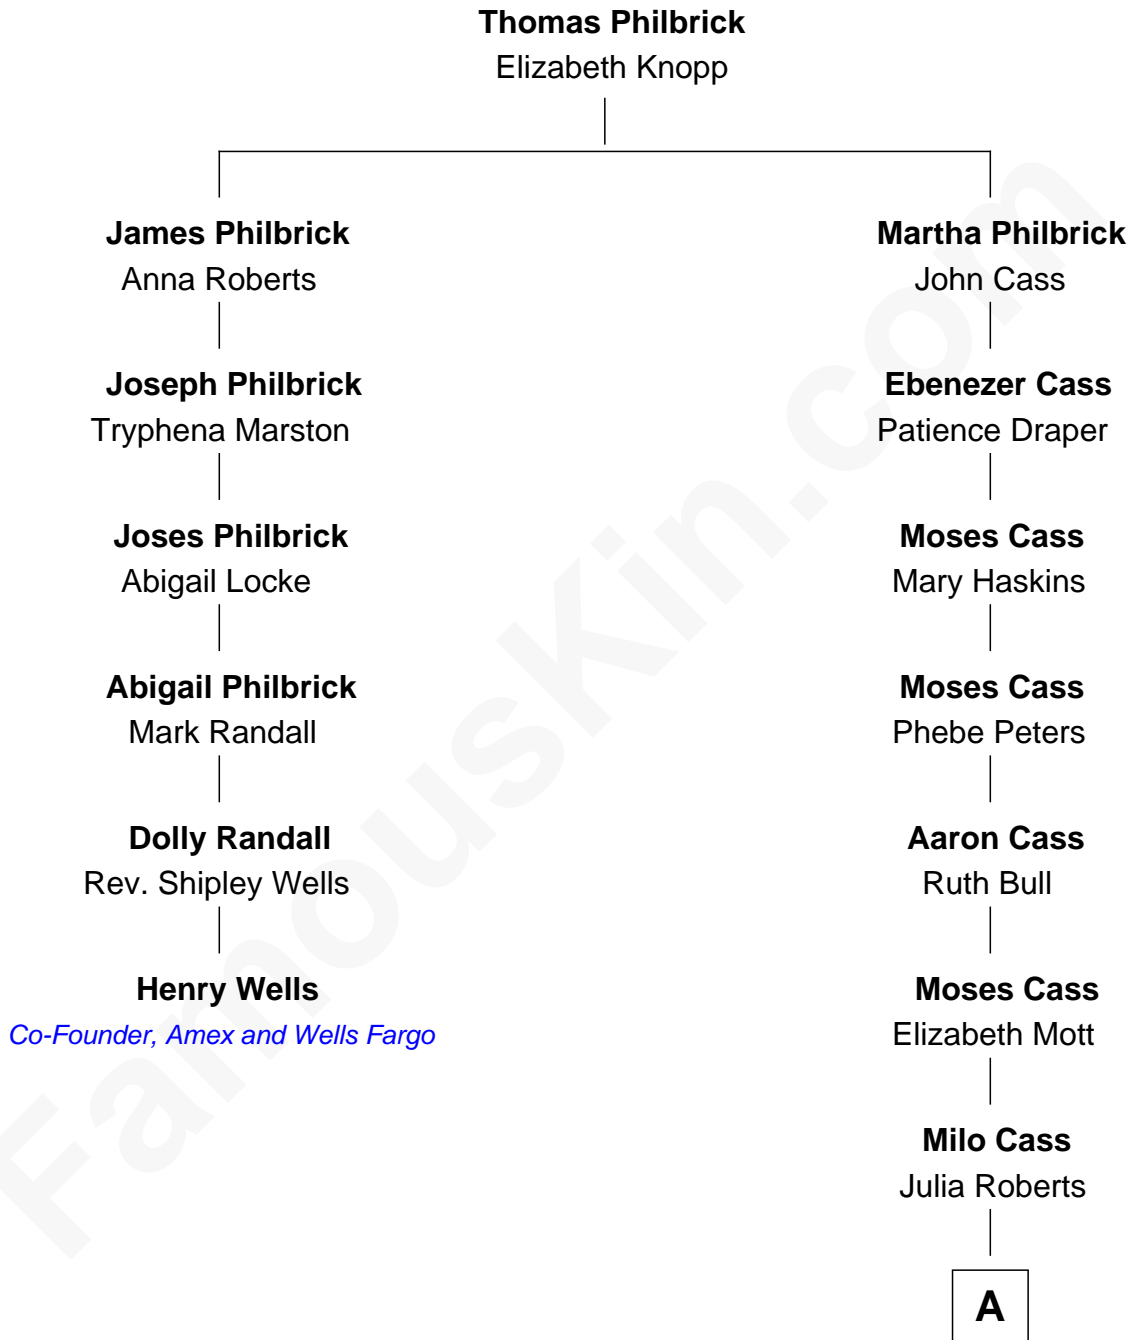 Thomas Philbrick
Elizabeth Knopp
James Philbrick
Anna Roberts
Joseph Philbrick
Tryphena Marston
Joses Philbrick
Abigail Locke
Abigail Philbrick
Mark Randall
Dolly Randall
Rev. Shipley Wells
Henry Wells
Co-Founder, Amex and Wells Fargo
Martha Philbrick
John Cass
Ebenezer Cass
Patience Draper
Moses Cass
Mary Haskins
Moses Cass
Phebe Peters
Aaron Cass
Ruth Bull
Moses Cass
Elizabeth Mott
Milo Cass
Julia Roberts
A
FamousKin.com